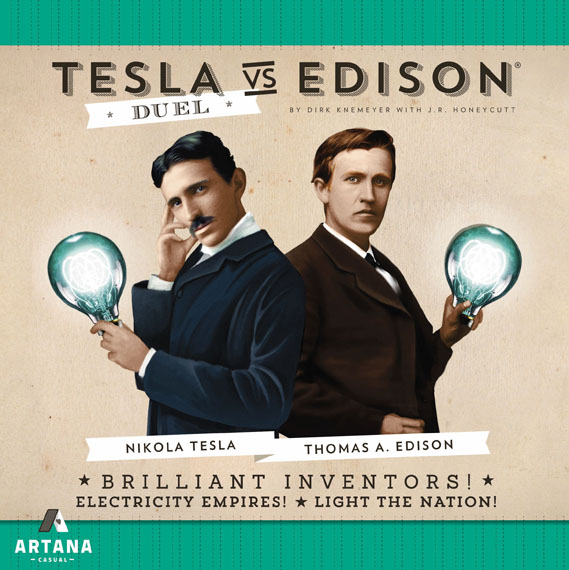 TESLA VS EDISON®
★ DUEL ★
BY DIRK KNEMEYER WITH J.R. HONEYCUTT
NIKOLA TESLA
THOMAS A. EDISON
★ BRILLIANT INVENTORS! ★
ELECTRICITY EMPIRES! ★ LIGHT THE NATION!
ARTANA
– CASUAL –